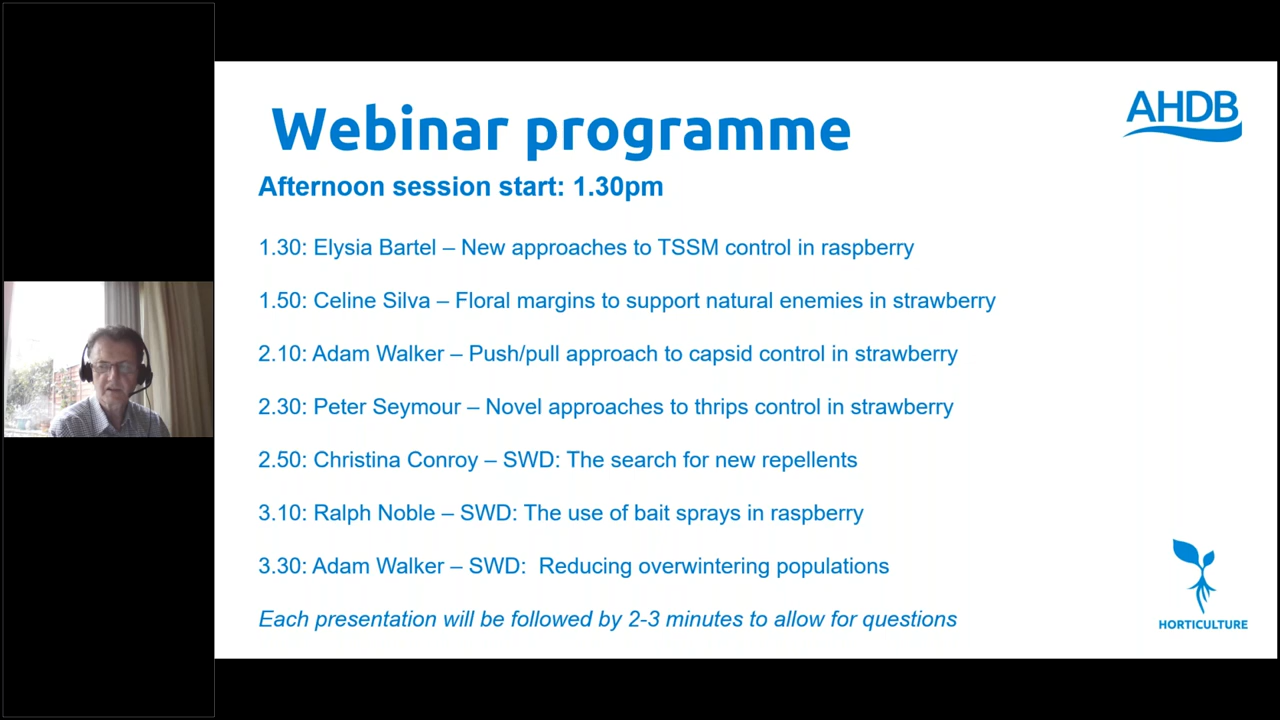 Webinar programme
AHDB
Afternoon session start: 1.30pm
1.30: Elysia Bartel – New approaches to TSSM control in raspberry
1.50: Celine Silva – Floral margins to support natural enemies in strawberry
2.10: Adam Walker – Push/pull approach to capsid control in strawberry
2.30: Peter Seymour – Novel approaches to thrips control in strawberry
2.50: Christina Conroy – SWD: The search for new repellents
3.10: Ralph Noble – SWD: The use of bait sprays in raspberry
3.30: Adam Walker – SWD:  Reducing overwintering populations
Each presentation will be followed by 2-3 minutes to allow for questions
HORTICULTURE